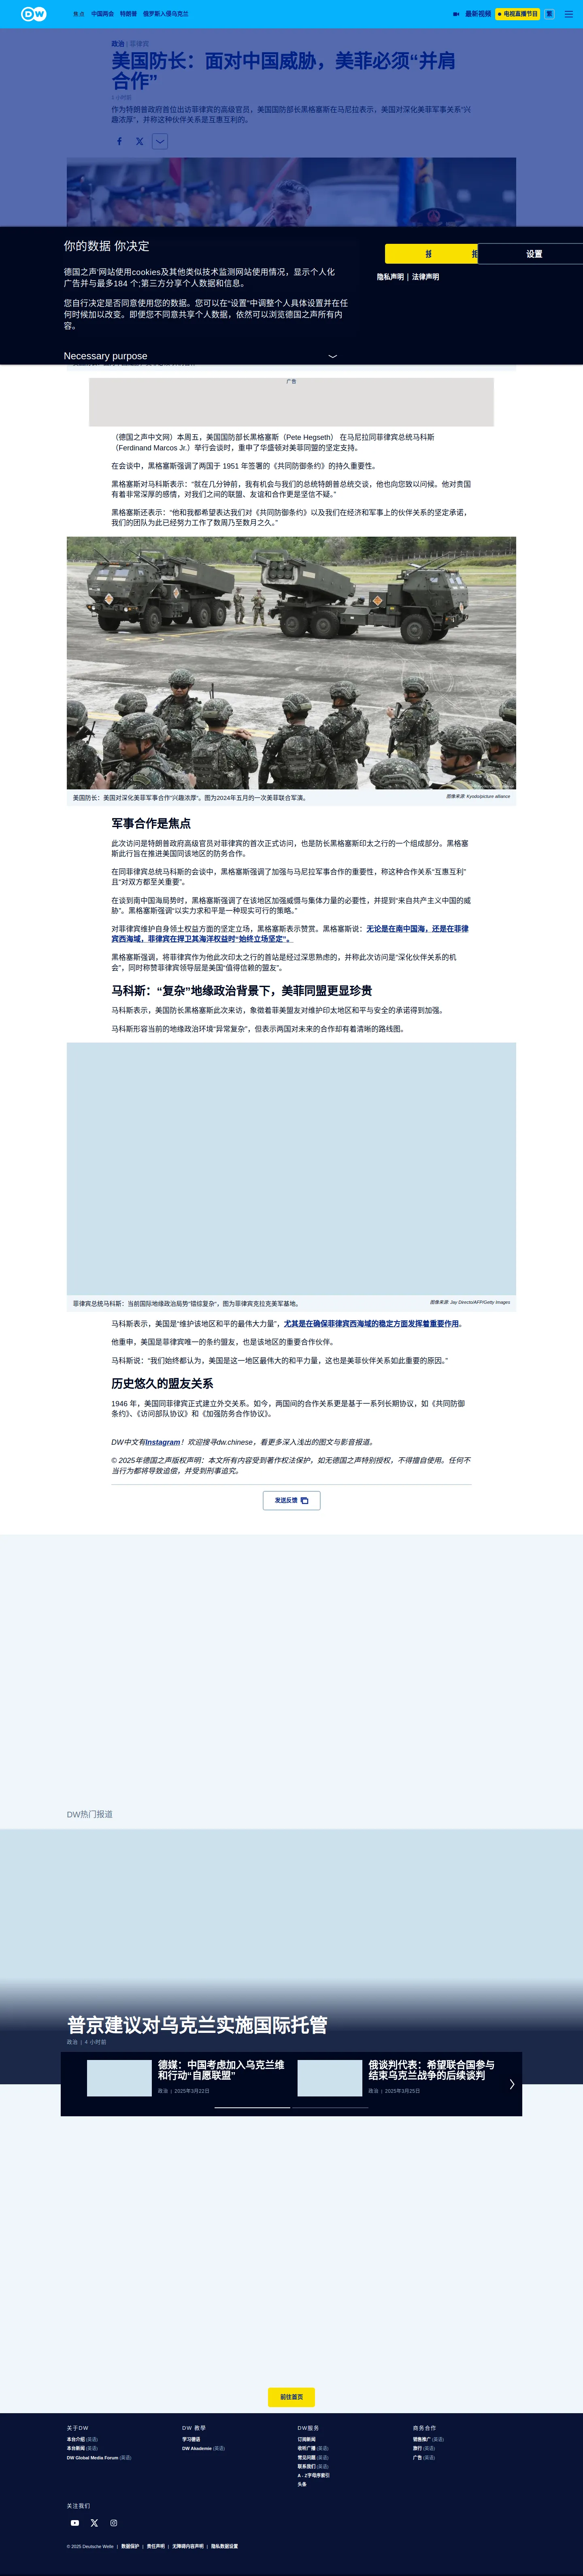 DW
焦点 中国两会 特朗普 俄罗斯入侵乌克兰
最新视频 电视直播节目
政治 | 菲律宾
美国防长：面对中国威胁，美菲必须“并肩
合作”
1 小时前
作为特朗普政府首位出访菲律宾的高级官员，美国国防部长黑格塞斯在马尼拉表示，美国对深化美菲军事关系“兴
趣浓厚”，并称这种伙伴关系是互惠互利的。
你的数据 你决定
德国之声'网站使用cookies及其他类似技术监测网站使用情况，显示个人化
广告并与最多184 个;第三方分享个人数据和信息。
您自行决定是否同意使用您的数据。您可以在“设置”中调整个人具体设置并在任
何时候加以改变。即便您不同意共享个人数据，依然可以浏览德国之声所有内
容。
Necessary purpose
设置
隐私声明 | 法律声明
广告
（德国之声中文网）本周五，美国国防部长黑格塞斯（Pete Hegseth） 在马尼拉同菲律宾总统马科斯
（Ferdinand Marcos Jr.）举行会谈时，重申了华盛顿对美菲同盟的坚定支持。
在会谈中，黑格塞斯强调了两国于 1951 年签署的《共同防御条约》的持久重要性。
黑格塞斯对马科斯表示：“就在几分钟前，我有机会与我们的总统特朗普总统交谈，他也向您致以问候。他对贵国
有着非常深厚的感情，对我们之间的联盟、友谊和合作更是坚信不疑。”
黑格塞斯还表示：“他和我都希望表达我们对《共同防御条约》以及我们在经济和军事上的伙伴关系的坚定承诺，
我们的团队为此已经努力工作了数周乃至数月之久。”
美国防长：美国对深化美菲军事合作”兴趣浓厚“。图为2024年五月的一次美菲联合军演。
图像来源: Kyodo/picture alliance
军事合作是焦点
此次访问是特朗普政府高级官员对菲律宾的首次正式访问，也是防长黑格塞斯印太之行的一个组成部分。黑格塞
斯此行旨在推进美国同该地区的防务合作。
在同菲律宾总统马科斯的会谈中，黑格塞斯强调了加强与马尼拉军事合作的重要性，称这种合作关系“互惠互利”
且“对双方都至关重要”。
在谈到南中国海局势时，黑格塞斯强调了在该地区加强威慑与集体力量的必要性，并提到“来自共产主义中国的威
胁”。黑格塞斯强调“以实力求和平是一种现实可行的策略。”
对菲律宾维护自身领土权益方面的坚定立场，黑格塞斯表示赞赏。黑格塞斯说：无论是在南中国海，还是在菲律
宾西海域，菲律宾在捍卫其海洋权益时“始终立场坚定”。
黑格塞斯强调，将菲律宾作为他此次印太之行的首站是经过深思熟虑的，并称此次访问是“深化伙伴关系的机
会”，同时称赞菲律宾领导层是美国“值得信赖的盟友”。
马科斯：“复杂”地缘政治背景下，美菲同盟更显珍贵
马科斯表示，美国防长黑格塞斯此次来访，象徵着菲美盟友对维护印太地区和平与安全的承诺得到加强。
马科斯形容当前的地缘政治环境“异常复杂”，但表示两国对未来的合作却有着清晰的路线图。
菲律宾总统马科斯：当前国际地缘政治局势”错综复杂“，图为菲律宾克拉克美军基地。
图像来源: Jay Directo/AFP/Getty Images
马科斯表示，美国是“维护该地区和平的最伟大力量”，尤其是在确保菲律宾西海域的稳定方面发挥着重要作用。
他重申，美国是菲律宾唯一的条约盟友，也是该地区的重要合作伙伴。
马科斯说：“我们始终都认为，美国是这一地区最伟大的和平力量，这也是美菲伙伴关系如此重要的原因。”
历史悠久的盟友关系
1946 年，美国同菲律宾正式建立外交关系。如今，两国间的合作关系更是基于一系列长期协议，如《共同防御
条约》、《访问部队协议》和《加强防务合作协议》。
DW中文有Instagram！欢迎搜寻dw.chinese，看更多深入浅出的图文与影音报道。
© 2025年德国之声版权声明：本文所有内容受到著作权法保护，如无德国之声特别授权，不得擅自使用。任何不
当行为都将导致追偿，并受到刑事追究。
发送反馈
DW热门报道
普京建议对乌克兰实施国际托管
政治 | 4 小时前
德媒：中国考虑加入乌克兰维
和行动“自愿联盟”
政治 | 2025年3月22日
俄谈判代表：希望联合国参与
结束乌克兰战争的后续谈判
政治 | 2025年3月25日
前往首页
关于DW
本台介绍 (英语)
本台新闻 (英语)
DW Global Media Forum (英语)
DW 教学
学习德语
DW Akademie (英语)
DW服务
订阅新闻
收听广播 (英语)
常见问题 (英语)
联系我们 (英语)
A - Z字母序索引
头条
商务合作
销售推广 (英语)
旅行 (英语)
广告 (英语)
关注我们
© 2025 Deutsche Welle | 数据保护 | 责任声明 | 无障碍内容声明 | 隐私数据设置